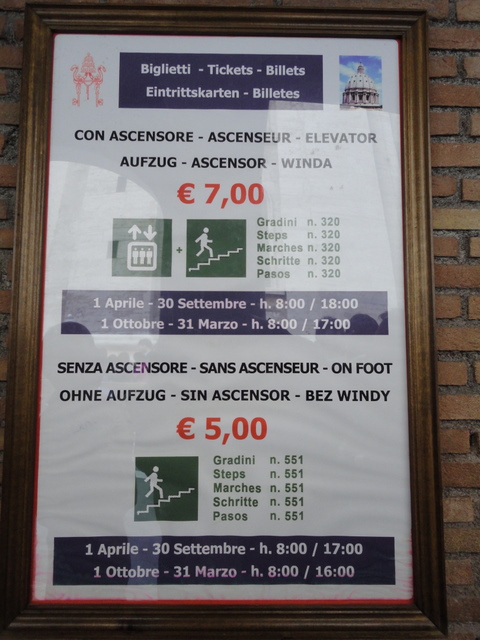 Biglietti - Tickets - Billets
Eintrittskarten - Billetes
CON ASCENSORE - ASCENSEUR - ELEVATOR
AUFZUG - ASCENSOR - WINDA
€ 7,00
+
Gradini n. 320
Steps n. 320
Marches n. 320
Schritte n. 320
Pasos n. 320
1 Aprile - 30 Settembre - h. 8:00 / 18:00
1 Ottobre - 31 Marzo - h. 8:00 / 17:00
SENZA ASCENSORE - SANS ASCENSEUR - ON FOOT
OHNE AUFZUG - SIN ASCENSOR - BEZ WINDY
€ 5,00
Gradini n. 551
Steps n. 551
Marches n. 551
Schritte n. 551
Pasos n. 551
1 Aprile - 30 Settembre - h. 8:00 / 17:00
1 Ottobre - 31 Marzo - h. 8:00 / 16:00